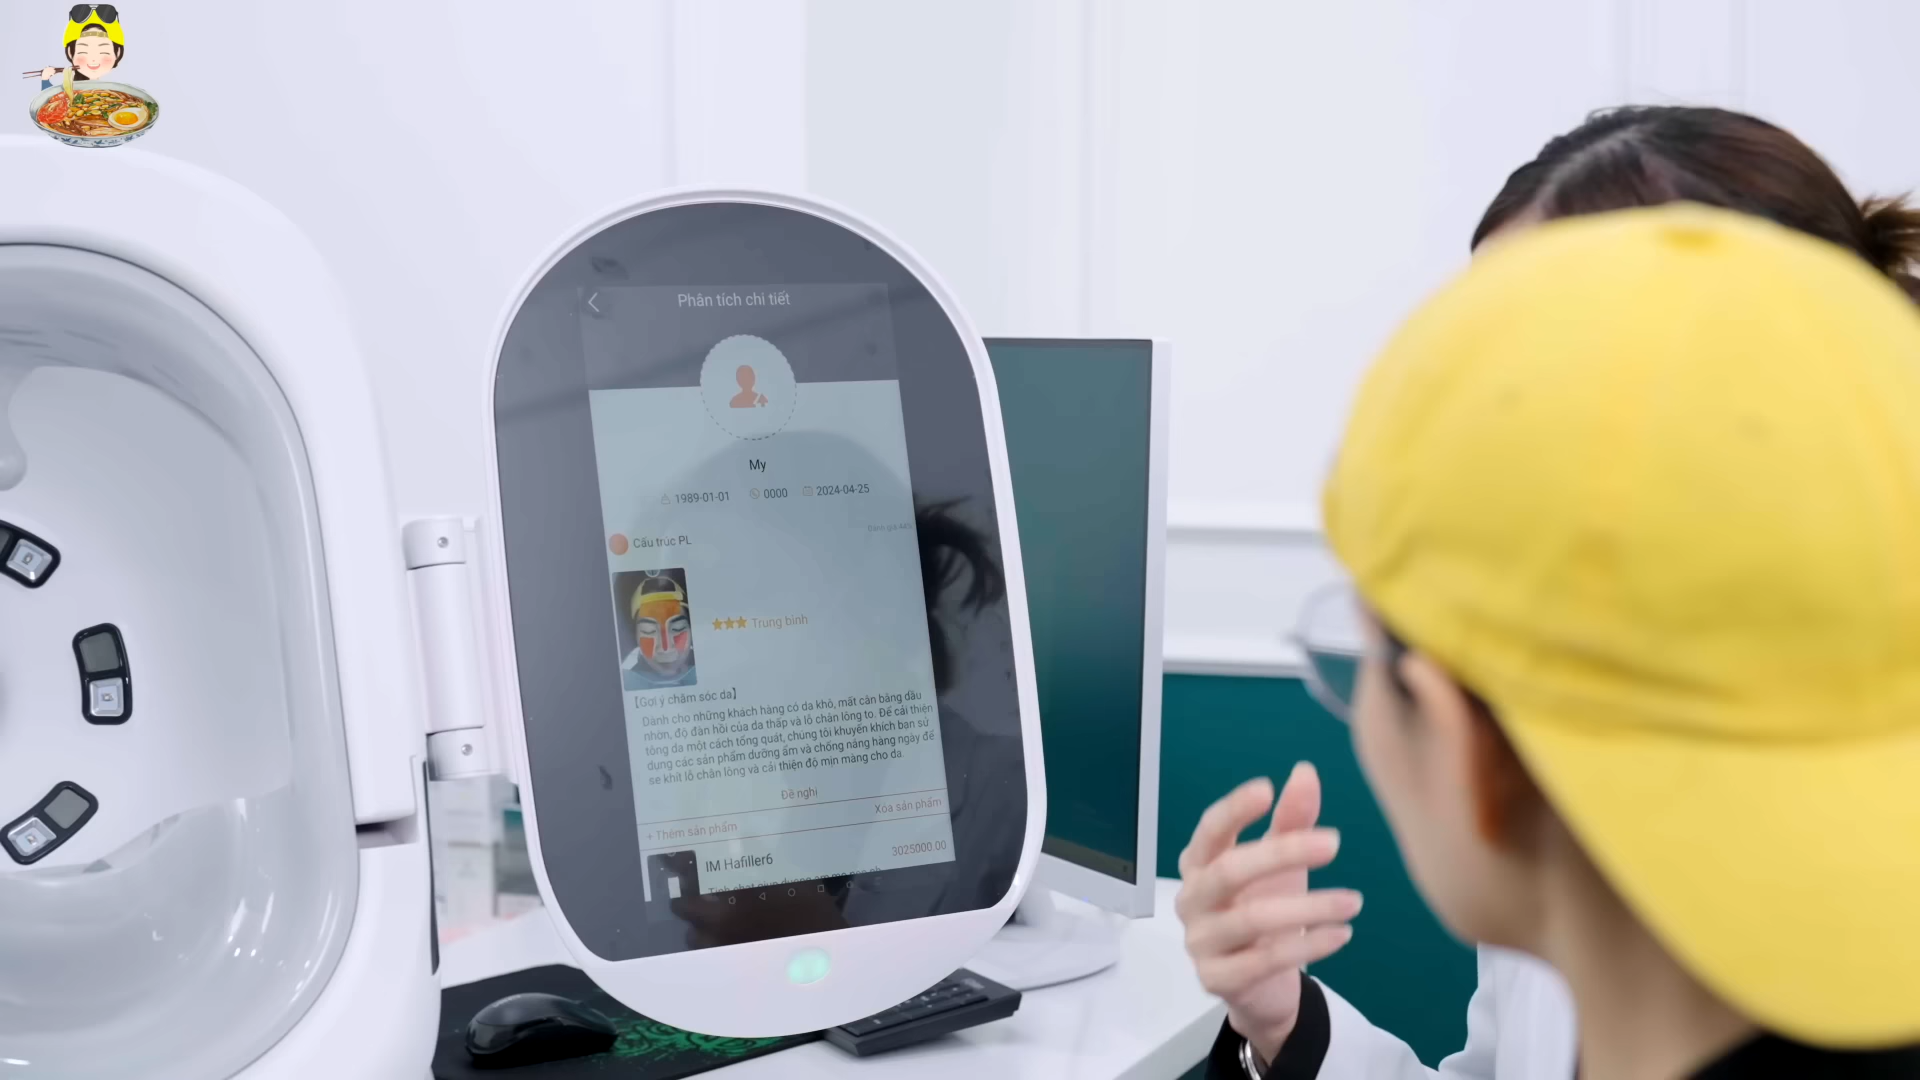 Phân tích chi tiết
My
1989-01-01 0000 2024-04-25
Cấu trúc PL
Trung bình
【Gợi ý chăm sóc da】
Dành cho những khách hàng có da khô, mất cân bằng dầu
nhờn, độ đàn hồi của da thấp và lỗ chân lông to. Để cải thiện
tông da một cách tổng quát, chúng tôi khuyến khích bạn sử
dụng các sản phẩm dưỡng ẩm và chống nắng hàng ngày để
se khít lỗ chân lông và cải thiện độ mịn màng cho da.
Đề nghị
+ Thêm sản phẩm Xóa sản phẩm
IM Hafiller6 3025000.00